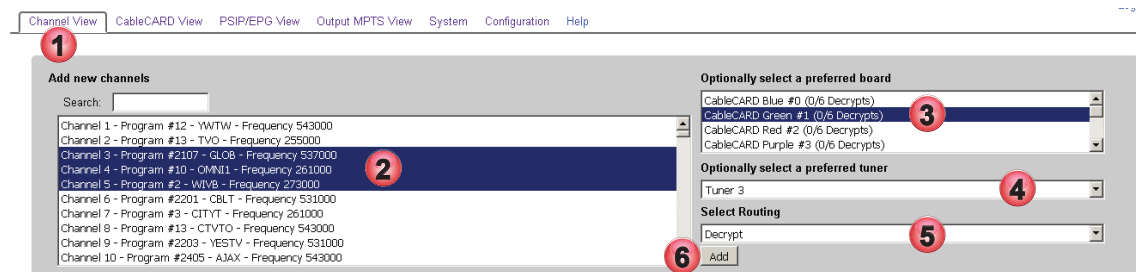 Channel View CableCARD View PSIP/EPG View Output MPTS View System Configuration Help
1
Add new channels
Search:
Channel 1 - Program #12 - YWTW - Frequency 543000
Channel 2 - Program #13 - TVO - Frequency 255000
Channel 3 - Program #2107 - GLOB - Frequency 537000
Channel 4 - Program #10 - OMNI1 - Frequency 261000
Channel 5 - Program #2 - WIVB - Frequency 273000
Channel 6 - Program #2201 - CBLT - Frequency 531000
Channel 7 - Program #3 - CITYT - Frequency 261000
Channel 8 - Program #13 - CTVTO - Frequency 543000
Channel 9 - Program #2203 - YESTV - Frequency 531000
Channel 10 - Program #2405 - AJAX - Frequency 543000
2
Optionally select a preferred board
CableCARD Blue #0 (0/6 Decrypts)
CableCARD Green #1 (0/6 Decrypts)
CableCARD Red #2 (0/6 Decrypts)
CableCARD Purple #3 (0/6 Decrypts)
3
Optionally select a preferred tuner
Tuner 3
4
Select Routing
Decrypt
5
6
Add